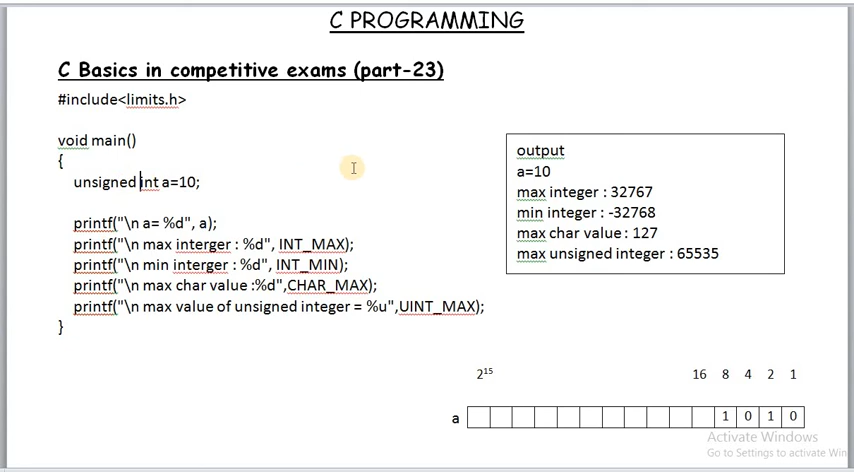 C PROGRAMMING
C Basics in competitive exams (part-23)
#include<limits.h>
void main()
{
unsigned int a=10;
printf("\n a= %d", a);
printf("\n max interger : %d", INT_MAX);
printf("\n min interger : %d", INT_MIN);
printf("\n max char value :%d",CHAR_MAX);
printf("\n max value of unsigned integer = %u",UINT_MAX);
}
output
a=10
max integer : 32767
min integer : -32768
max char value : 127
max unsigned integer : 65535
2¹⁵ 16 8 4 2 1
a 1 0 1 0
Activate Windows
Go to Settings to activate Win